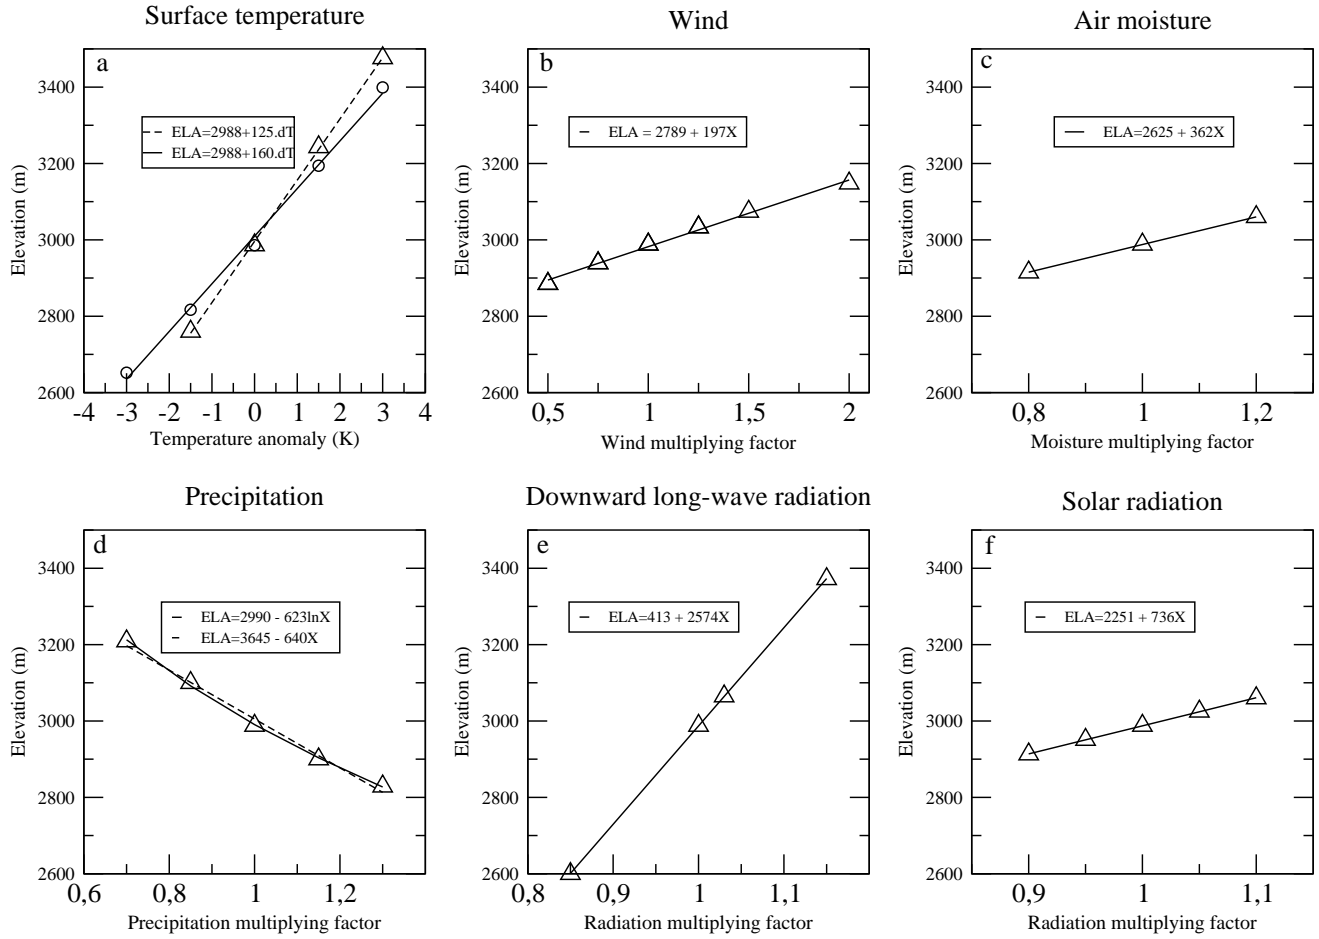 Surface temperature
a
3400
3200
3000
2800
2600
Elevation (m)
ELA=2988+125.dT
ELA=2988+160.dT
-4 -3 -2 -1 0 1 2 3 4
Temperature anomaly (K)
Wind
b
3400
3200
3000
2800
2600
Elevation (m)
ELA = 2789 + 197X
0,5 1 1,5 2
Wind multiplying factor
Air moisture
c
3400
3200
3000
2800
2600
Elevation (m)
ELA=2625 + 362X
0,8 1 1,2
Moisture multiplying factor
Precipitation
d
3400
3200
3000
2800
2600
Elevation (m)
ELA=2990 - 623lnX
ELA=3645 - 640X
0,6 0,8 1 1,2
Precipitation multiplying factor
Downward long-wave radiation
e
3400
3200
3000
2800
2600
Elevation (m)
ELA=413 + 2574X
0,8 0,9 1 1,1
Radiation multiplying factor
Solar radiation
f
3400
3200
3000
2800
2600
Elevation (m)
ELA=2251 + 736X
0,9 1 1,1
Radiation multiplying factor